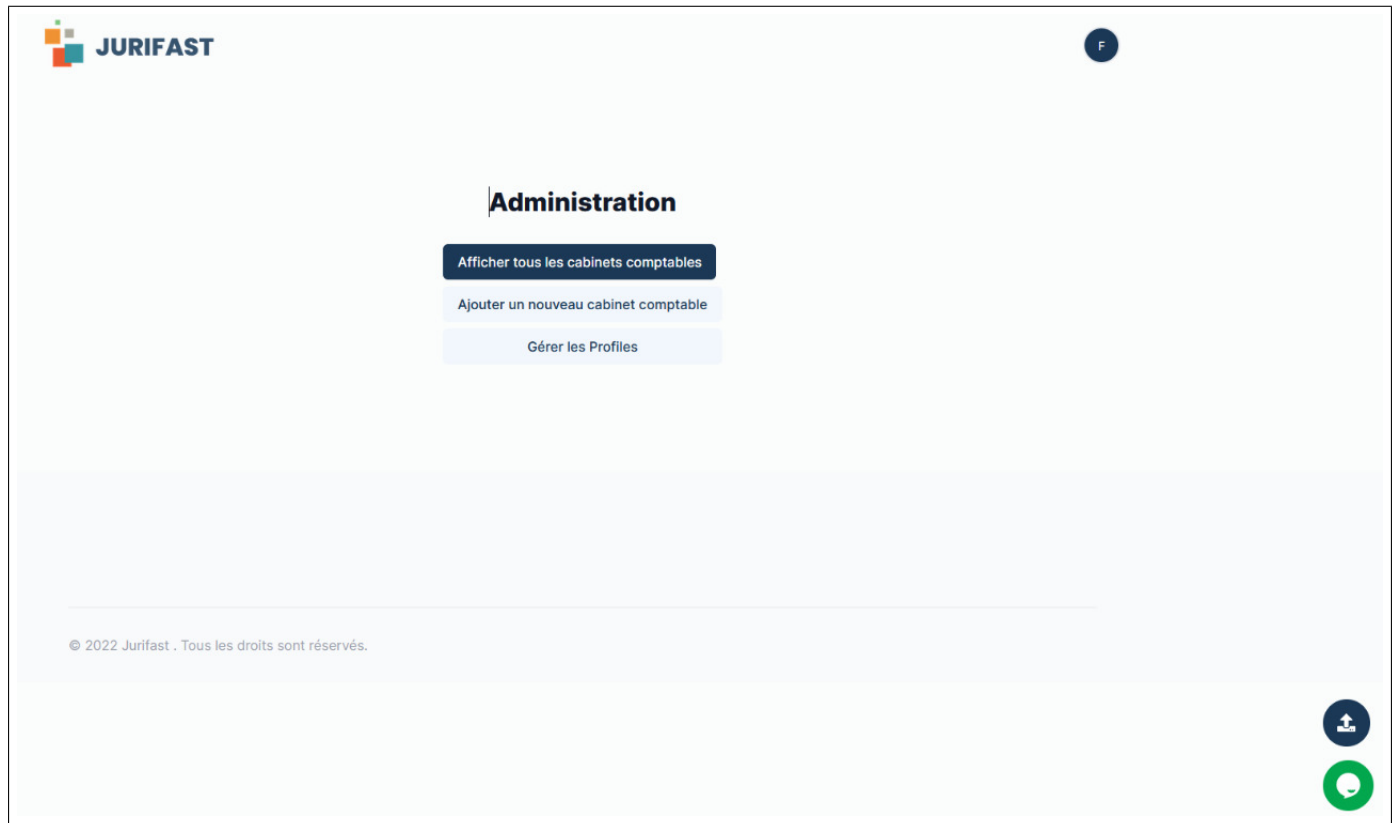 JURIFAST
F
Administration
Afficher tous les cabinets comptables
Ajouter un nouveau cabinet comptable
Gérer les Profiles
© 2022 Jurifast . Tous les droits sont réservés.